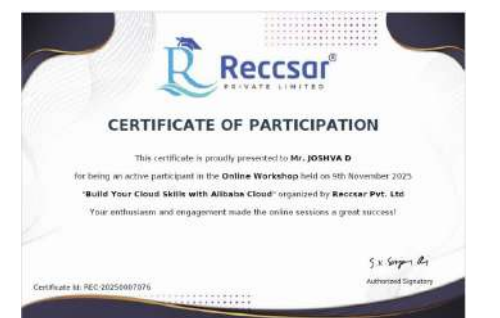 Reccsar®
PRIVATE LIMITED
CERTIFICATE OF PARTICIPATION
This certificate is proudly presented to Mr. JOSHVA D
for being an active participant in the Online Workshop held on 9th November 2025
"Build Your Cloud Skills with Alibaba Cloud" organized by Reccsar Pvt. Ltd
Your enthusiasm and engagement made the online sessions a great success!
Authorized Signatory
Certificate Id: REC-20250007076